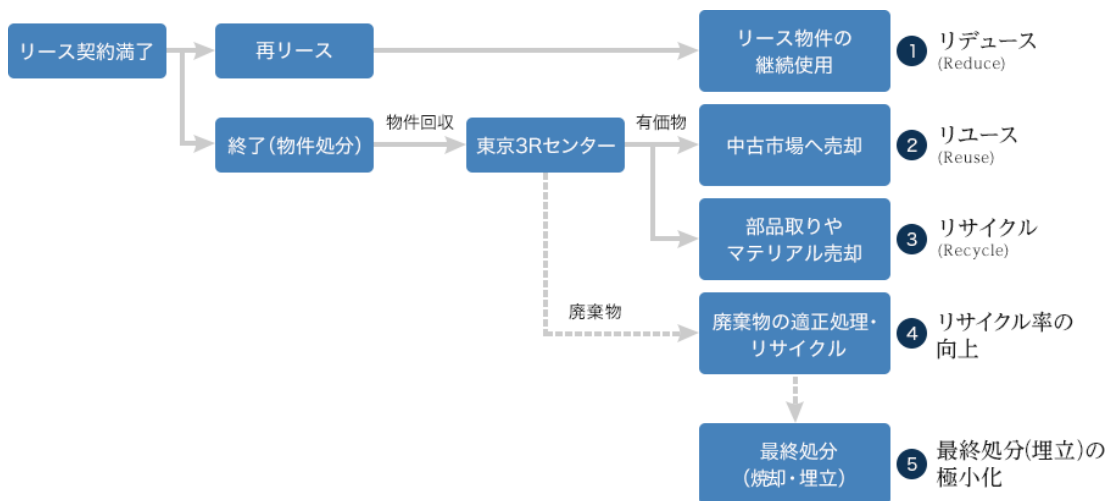 リース契約満了
再リース
リース物件の
継続使用
1
リデュース
(Reduce)
終了(物件処分)
物件回収
東京3Rセンター
有価物
中古市場へ売却
2
リユース
(Reuse)
部品取りや
マテリアル売却
3
リサイクル
(Recycle)
廃棄物
廃棄物の適正処理・
リサイクル
4
リサイクル率の
向上
最終処分
(焼却・埋立)
5
最終処分(埋立)の
極小化